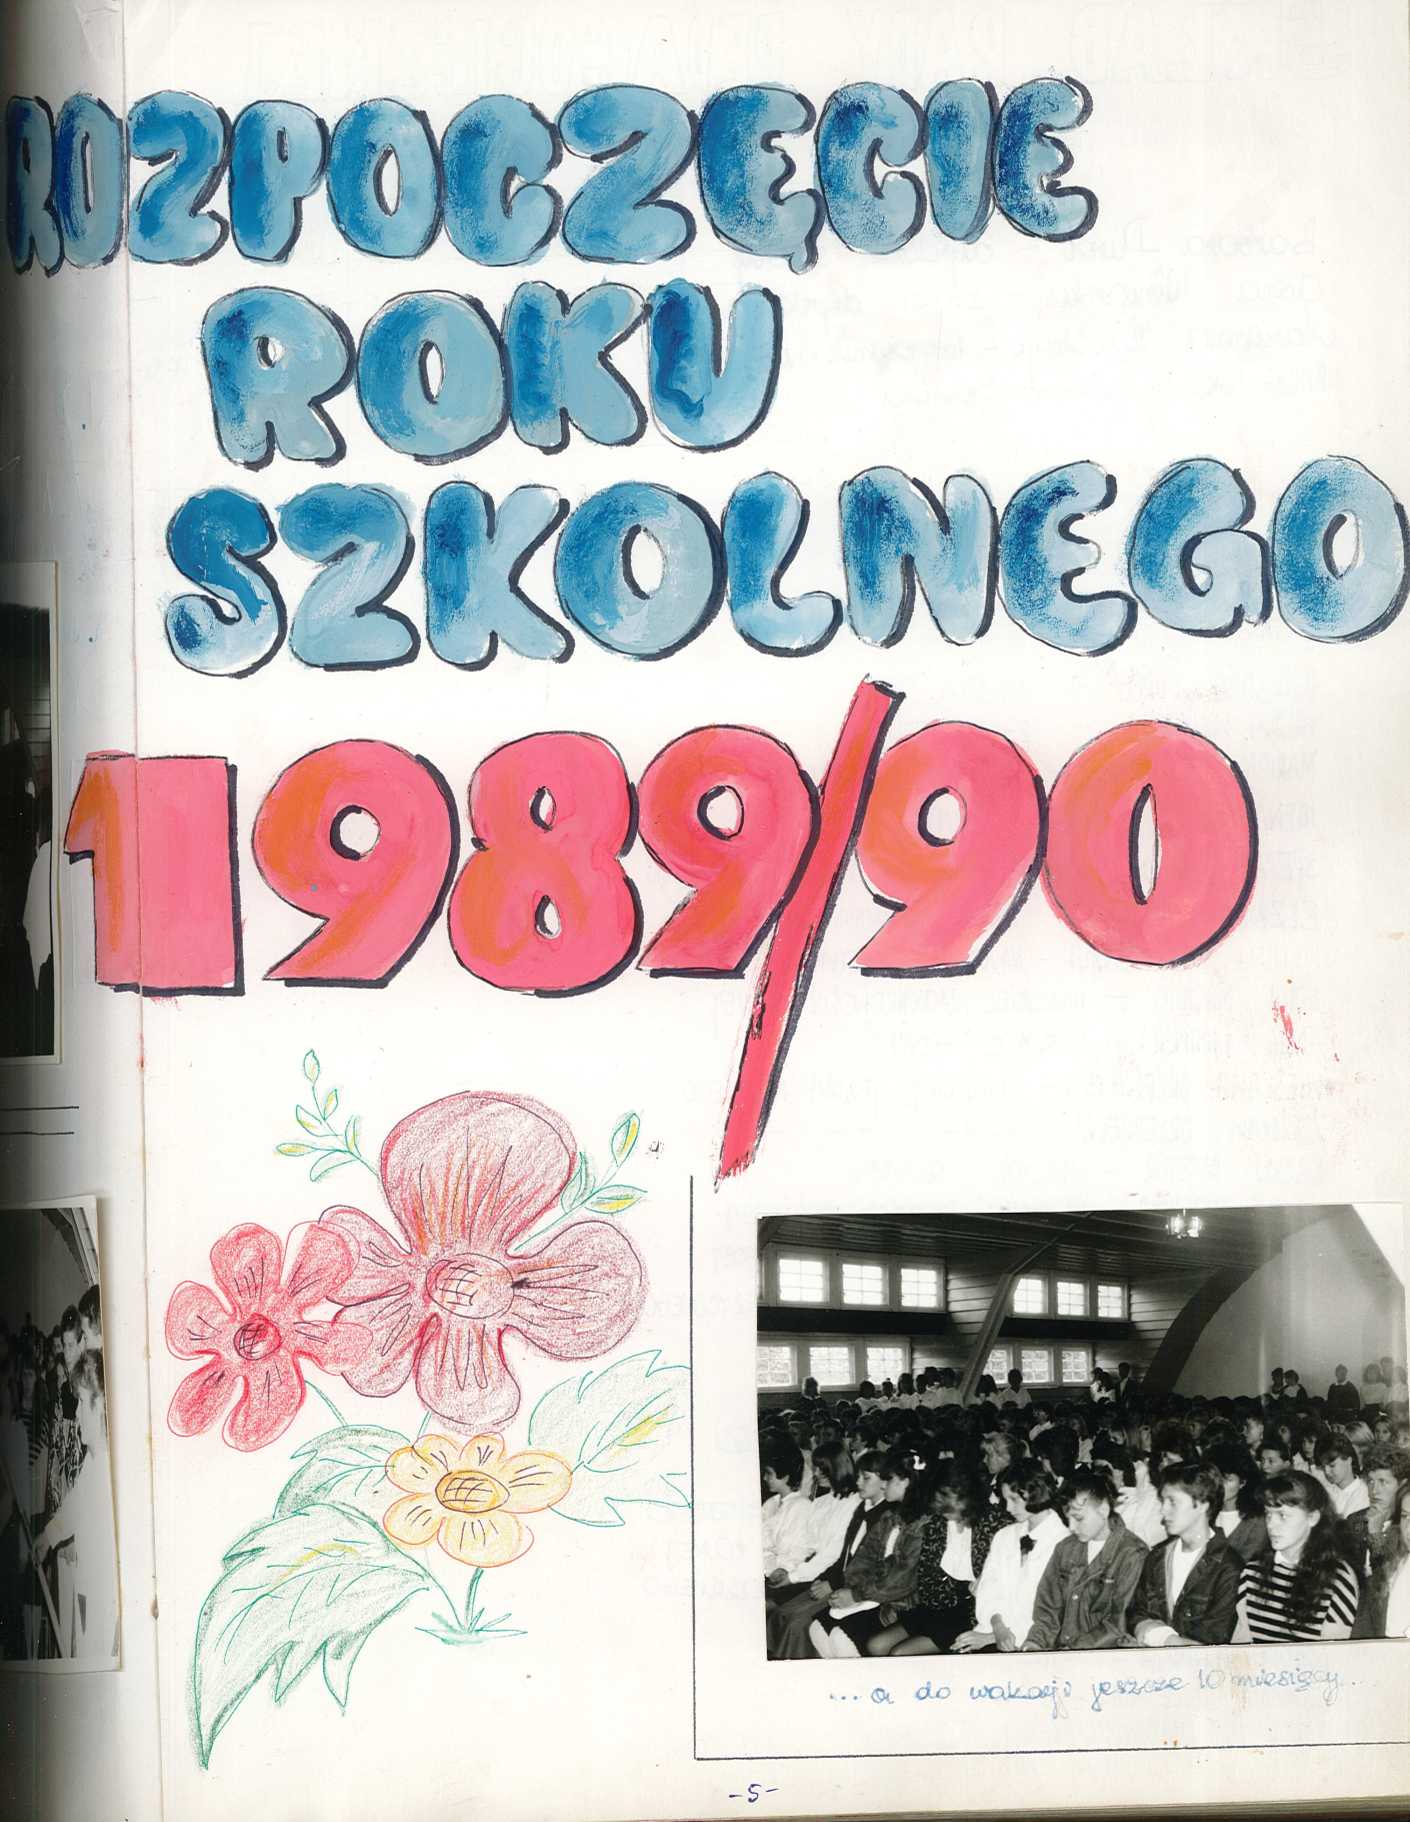 ROZPOCZĘCIE
ROKU
SZKOLNEGO
1989/90
...a do wakacji jeszcze 10 miesięcy...
-5-